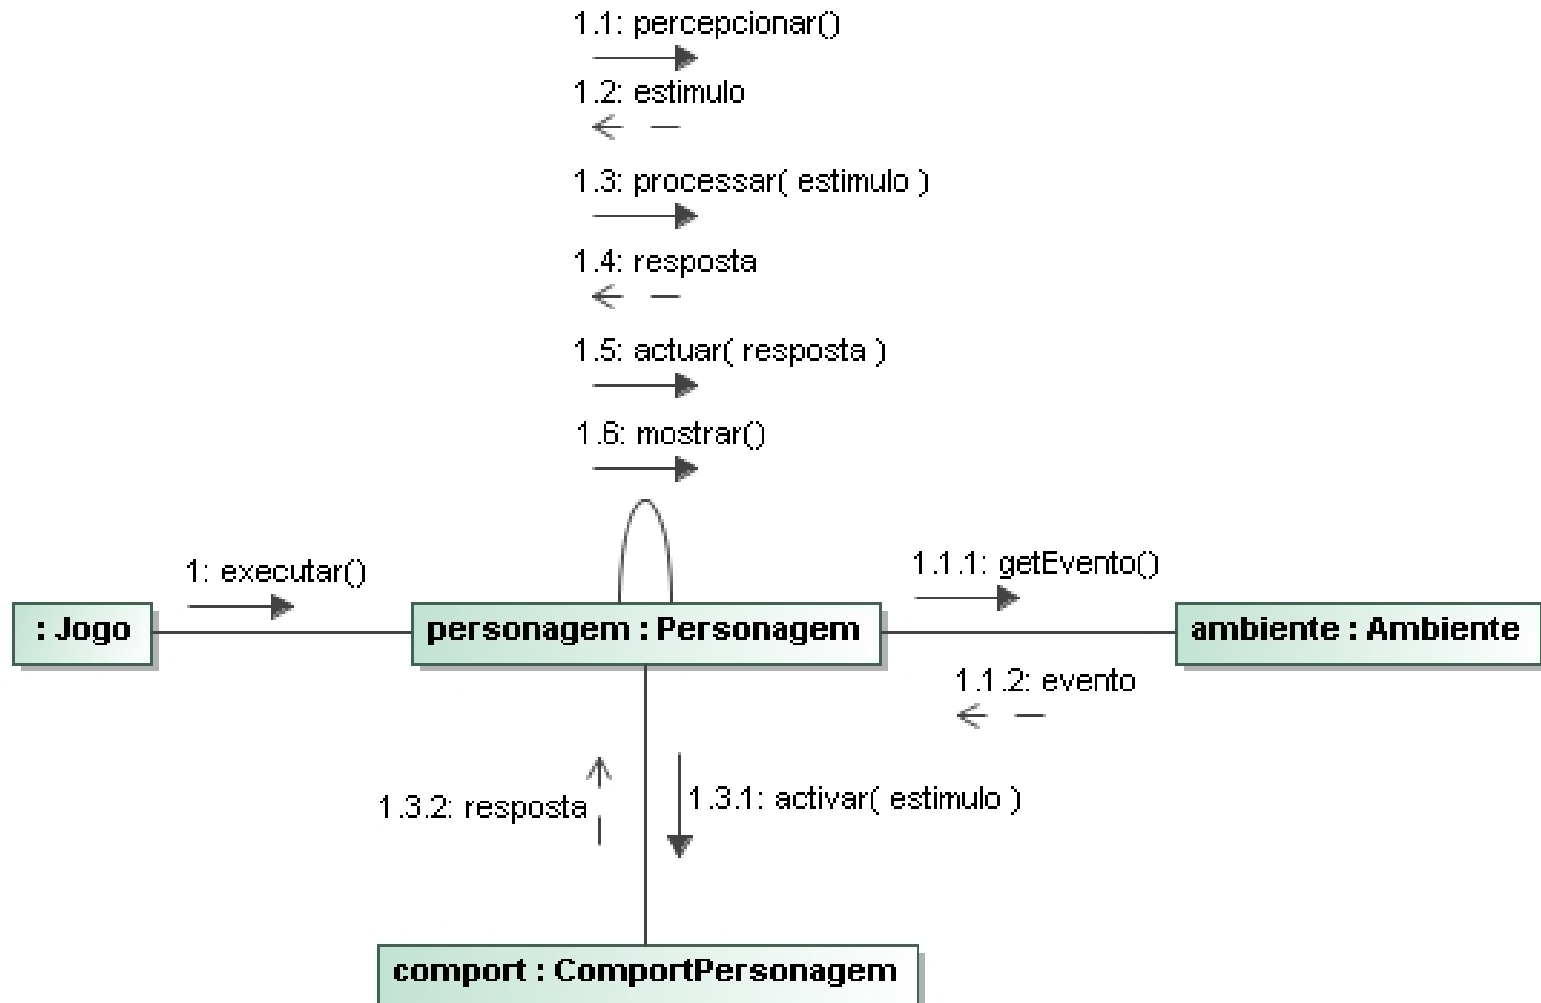 1.1: percepcionar()
1.2: estimulo
1.3: processar( estimulo )
1.4: resposta
1.5: actuar( resposta )
1.6: mostrar()
1: executar()
1.1.1: getEvento()
: Jogo
personagem : Personagem
ambiente : Ambiente
1.1.2: evento
1.3.2: resposta
1.3.1: activar( estimulo )
comport : ComportPersonagem